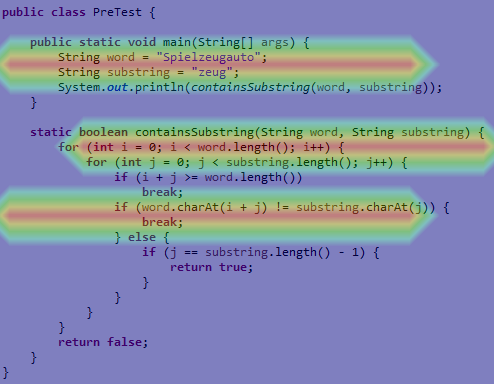 public class PreTest {
public static void main(String[] args) {
String word = "Spielzeugauto";
String substring = "zeug";
System.out.println(containsSubstring(word, substring));
}
static boolean containsSubstring(String word, String substring) {
for (int i = 0; i < word.length(); i++) {
for (int j = 0; j < substring.length(); j++) {
if (i + j >= word.length())
break;
if (word.charAt(i + j) != substring.charAt(j)) {
break;
} else {
if (j == substring.length() - 1) {
return true;
}
}
}
}
return false;
}
}